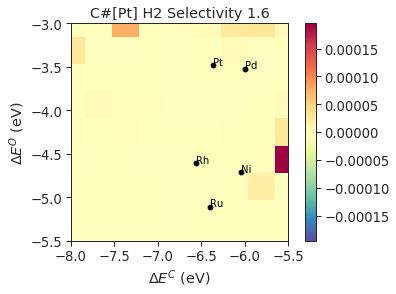 C#[Pt] H2 Selectivity 1.6
ΔE^O (eV)
−3.0
−3.5
−4.0
−4.5
−5.0
−5.5
Pt
Pd
Rh
Ni
Ru
−8.0 −7.5 −7.0 −6.5 −6.0 −5.5
ΔE^C (eV)
0.00015
0.00010
0.00005
0.00000
−0.00005
−0.00010
−0.00015